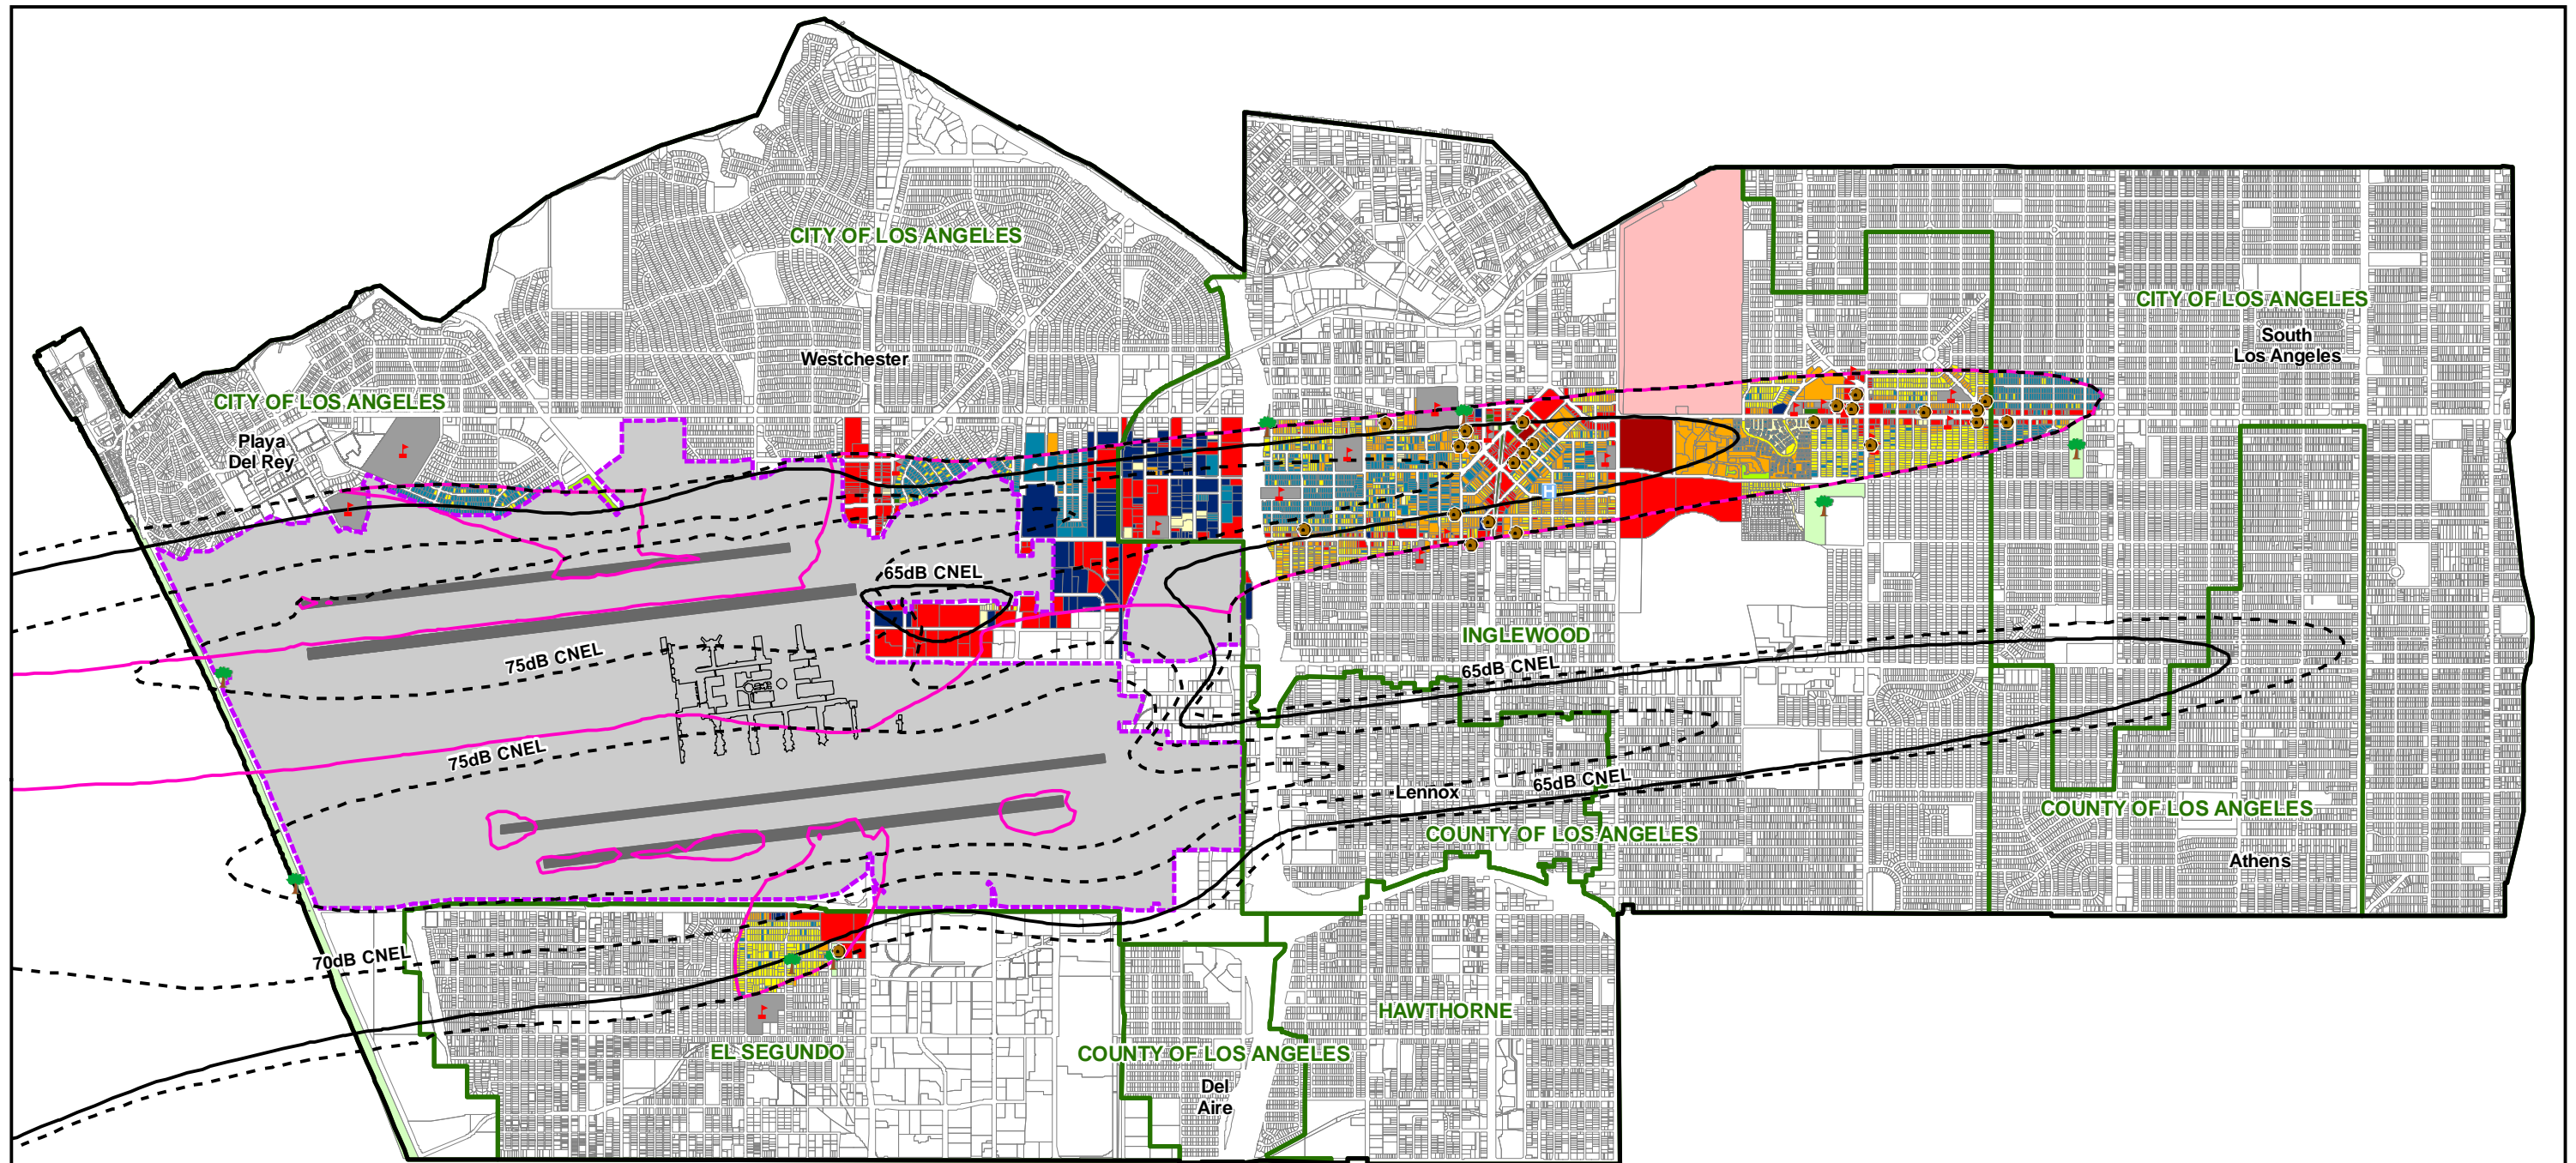 CITY OF LOS ANGELES
CITY OF LOS ANGELES
South
Los Angeles
Westchester
CITY OF LOS ANGELES
Playa
Del Rey
H
65dB CNEL
INGLEWOOD
75dB CNEL
65dB CNEL
75dB CNEL
65dB CNEL
Lennox
COUNTY OF LOS ANGELES
COUNTY OF LOS ANGELES
Athens
70dB CNEL
HAWTHORNE
EL SEGUNDO
COUNTY OF LOS ANGELES
Del
Aire